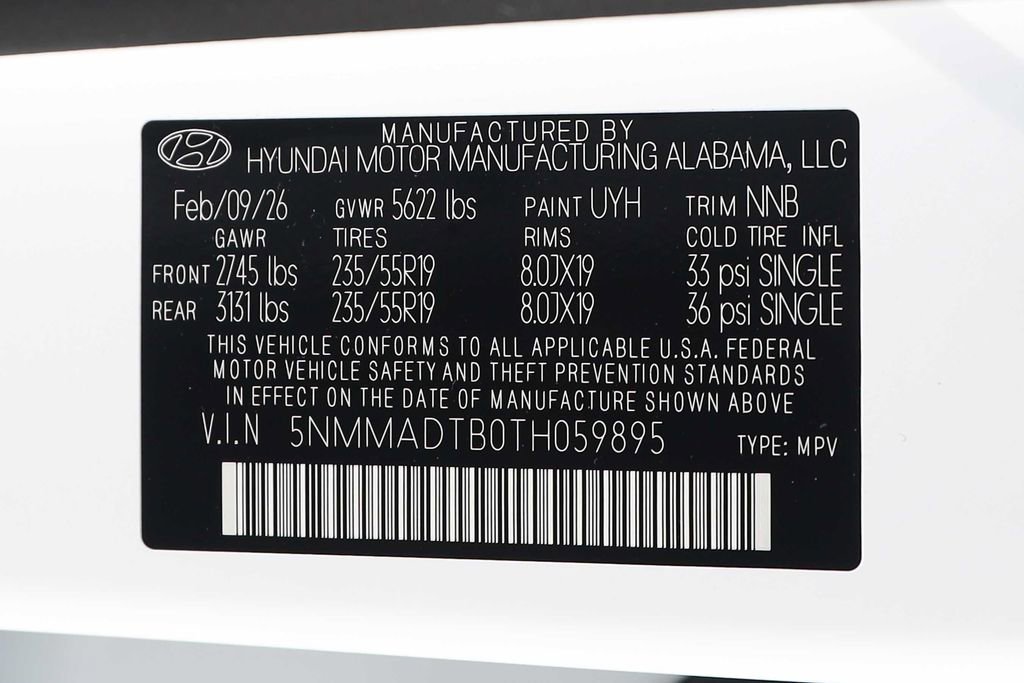 MANUFACTURED BY
HYUNDAI MOTOR MANUFACTURING ALABAMA, LLC
Feb/09/26 GVWR 5622 lbs PAINT UYH TRIM NNB
GAWR TIRES RIMS COLD TIRE INFL
FRONT 2745 lbs 235/55R19 8.0JX19 33 psi SINGLE
REAR 3131 lbs 235/55R19 8.0JX19 36 psi SINGLE
THIS VEHICLE CONFORMS TO ALL APPLICABLE U.S.A. FEDERAL
MOTOR VEHICLE SAFETY AND THEFT PREVENTION STANDARDS
IN EFFECT ON THE DATE OF MANUFACTURE SHOWN ABOVE
V.I.N 5NMMADTB0TH059895 TYPE: MPV